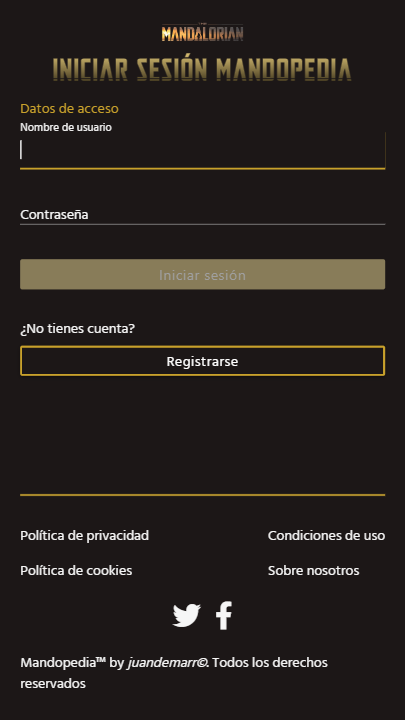 THE
MANDALORIAN
INICIAR SESIÓN MANDOPEDIA
Datos de acceso
Nombre de usuario
Contraseña
Iniciar sesión
¿No tienes cuenta?
Registrarse
Política de privacidad
Condiciones de uso
Política de cookies
Sobre nosotros
Mandopedia™ by juandemarr©. Todos los derechos
reservados